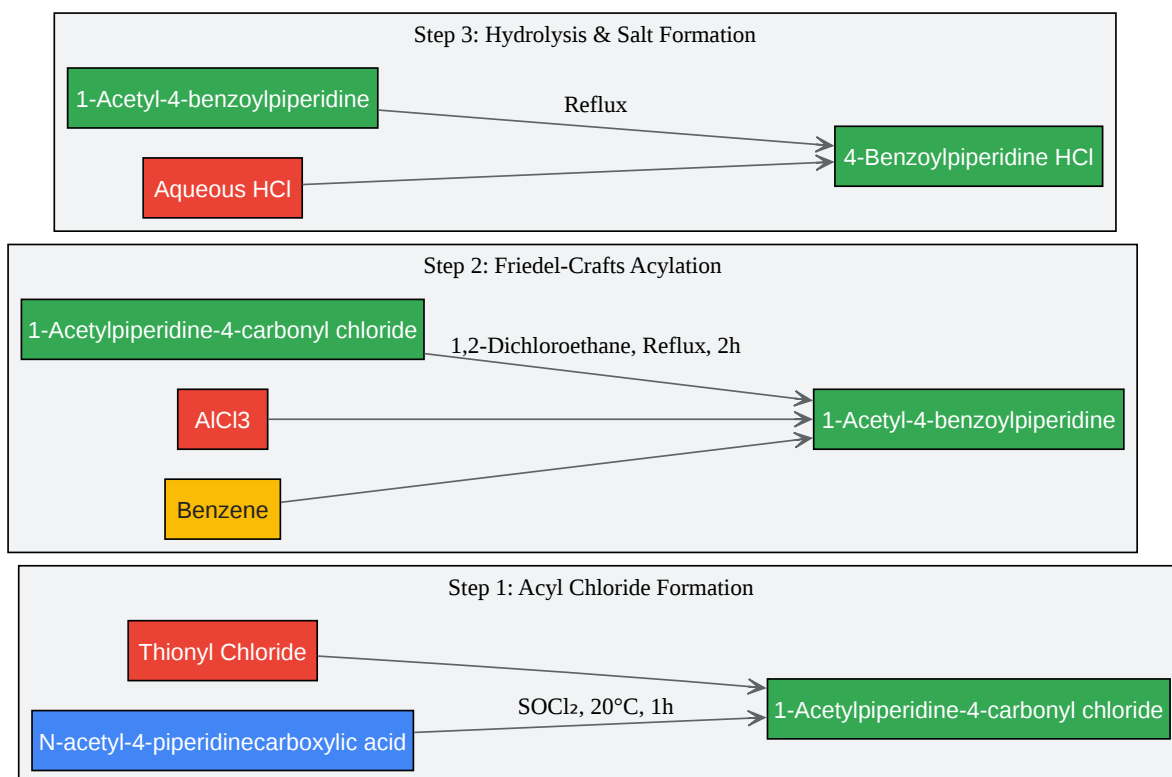 Step 3: Hydrolysis & Salt Formation
1-Acetyl-4-benzoylpiperidine
Reflux
4-Benzoylpiperidine HCl
Aqueous HCl
Step 2: Friedel-Crafts Acylation
1-Acetylpiperidine-4-carbonyl chloride
1,2-Dichloroethane, Reflux, 2h
AlCl3
1-Acetyl-4-benzoylpiperidine
Benzene
Step 1: Acyl Chloride Formation
Thionyl Chloride
SOCl₂, 20°C, 1h
1-Acetylpiperidine-4-carbonyl chloride
N-acetyl-4-piperidinecarboxylic acid